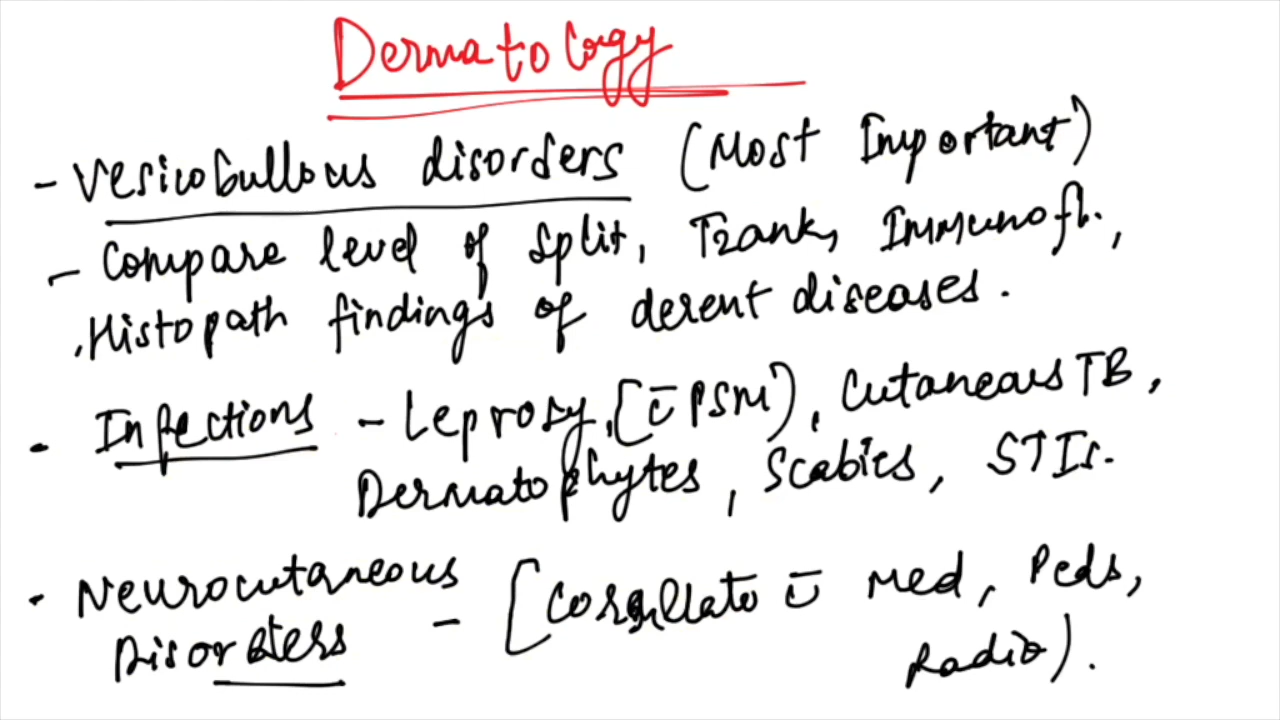 Dermatology
- Vesicobullous disorders (Most Important)
- Compare level of split, Tzank, Immunofl.,
Histopath findings of derent diseases.
- Infections - Leprosy, [c̄ PSM), Cutaneous TB,
Dermatophytes, Scabies, STIs.
- Neurocutaneous - [Corellato c̄ Med, Peds,
Disorders Radio).